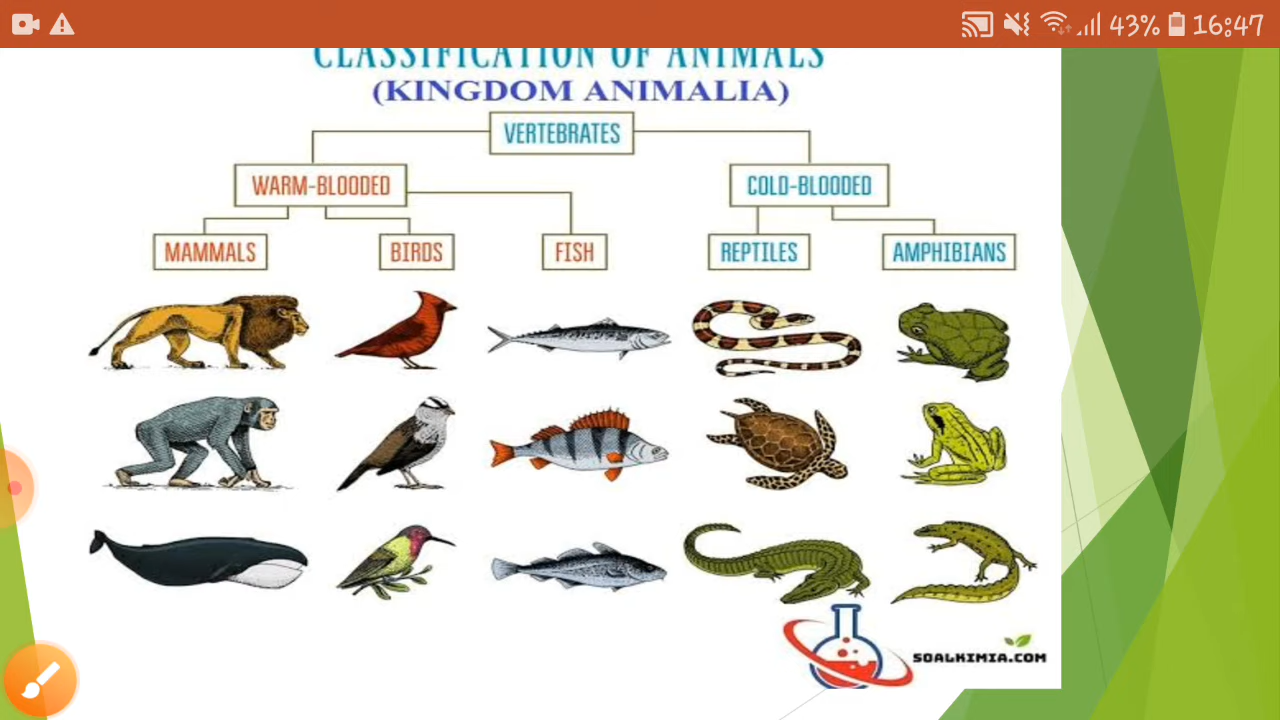 43% 16:47
CLASSIFICATION OF ANIMALS
(KINGDOM ANIMALIA)
VERTEBRATES
WARM-BLOODED
COLD-BLOODED
MAMMALS
BIRDS
FISH
REPTILES
AMPHIBIANS
SOALKIMIA.COM